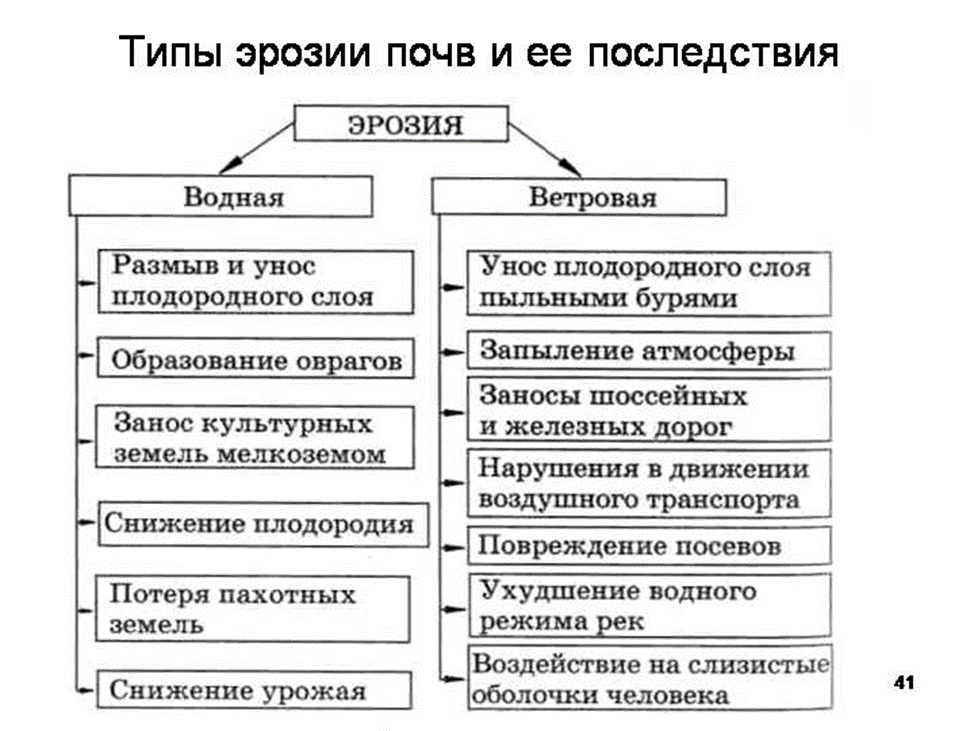 Типы эрозии почв и ее последствия
ЭРОЗИЯ
Водная
Размыв и унос
плодородного слоя
Образование оврагов
Занос культурных
земель мелкоземом
Снижение плодородия
Потеря пахотных
земель
Снижение урожая
Ветровая
Унос плодородного слоя
пыльными бурями
Запыление атмосферы
Заносы шоссейных
и железных дорог
Нарушения в движении
воздушного транспорта
Повреждение посевов
Ухудшение водного
режима рек
Воздействие на слизистые
оболочки человека
41